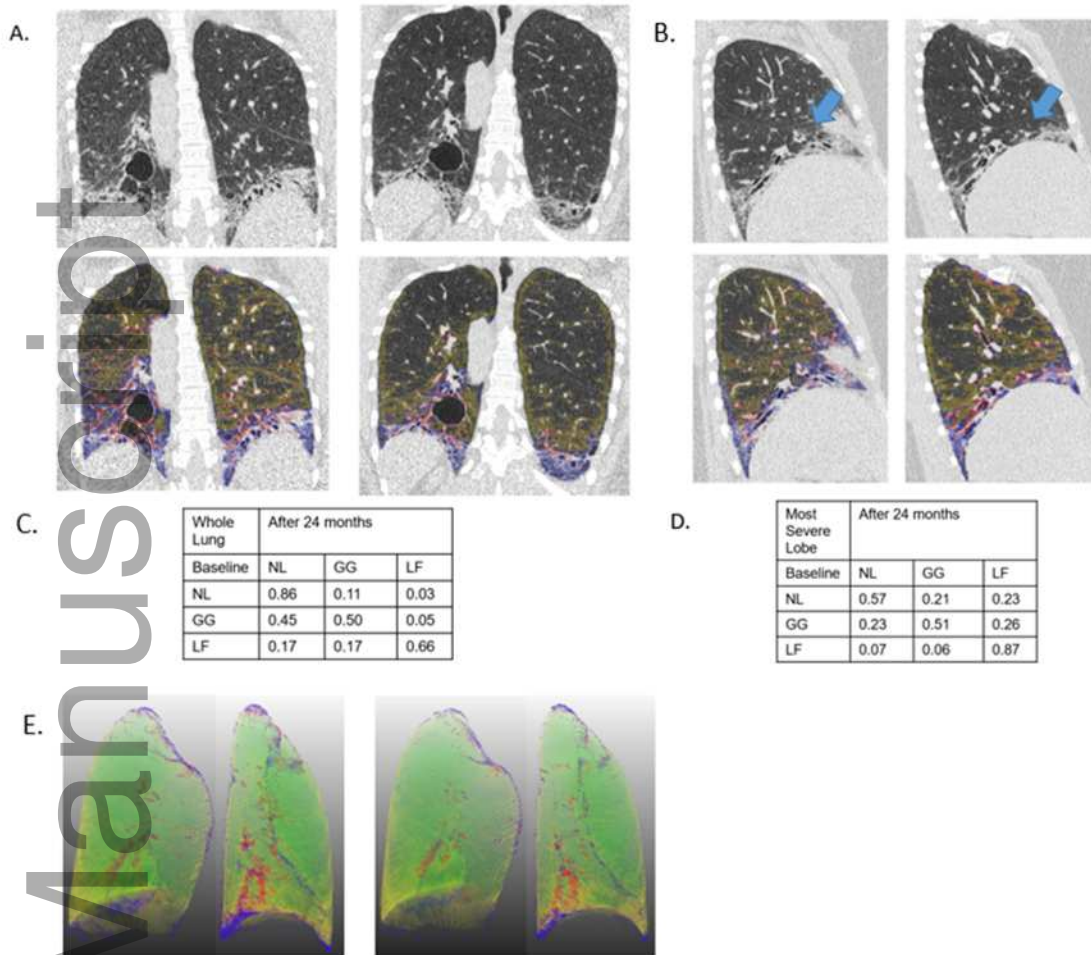 A.
B.
C.
Whole Lung After 24 months
Baseline NL GG LF
NL 0.86 0.11 0.03
GG 0.45 0.50 0.05
LF 0.17 0.17 0.66
D.
Most Severe Lobe After 24 months
Baseline NL GG LF
NL 0.57 0.21 0.23
GG 0.23 0.51 0.26
LF 0.07 0.06 0.87
E.
Manuscript